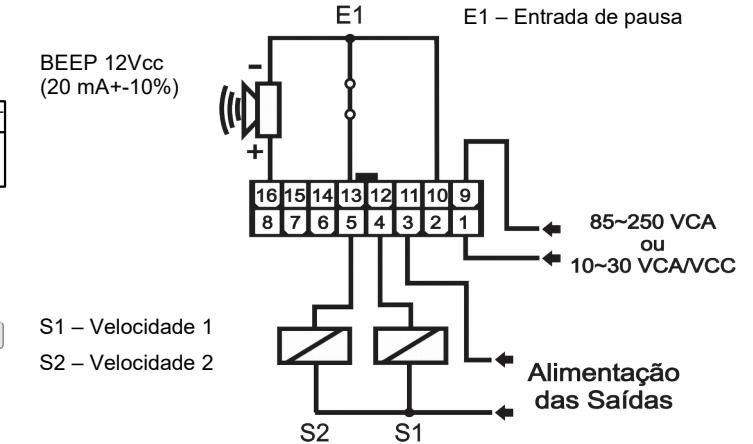 E1
E1 – Entrada de pausa
BEEP 12Vcc
(20 mA+-10%)
–
+
16 15 14 13 12 11 10 9
8 7 6 5 4 3 2 1
85~250 VCA
ou
10~30 VCA/VCC
S1 – Velocidade 1
S2 – Velocidade 2
Alimentação
das Saídas
S2 S1